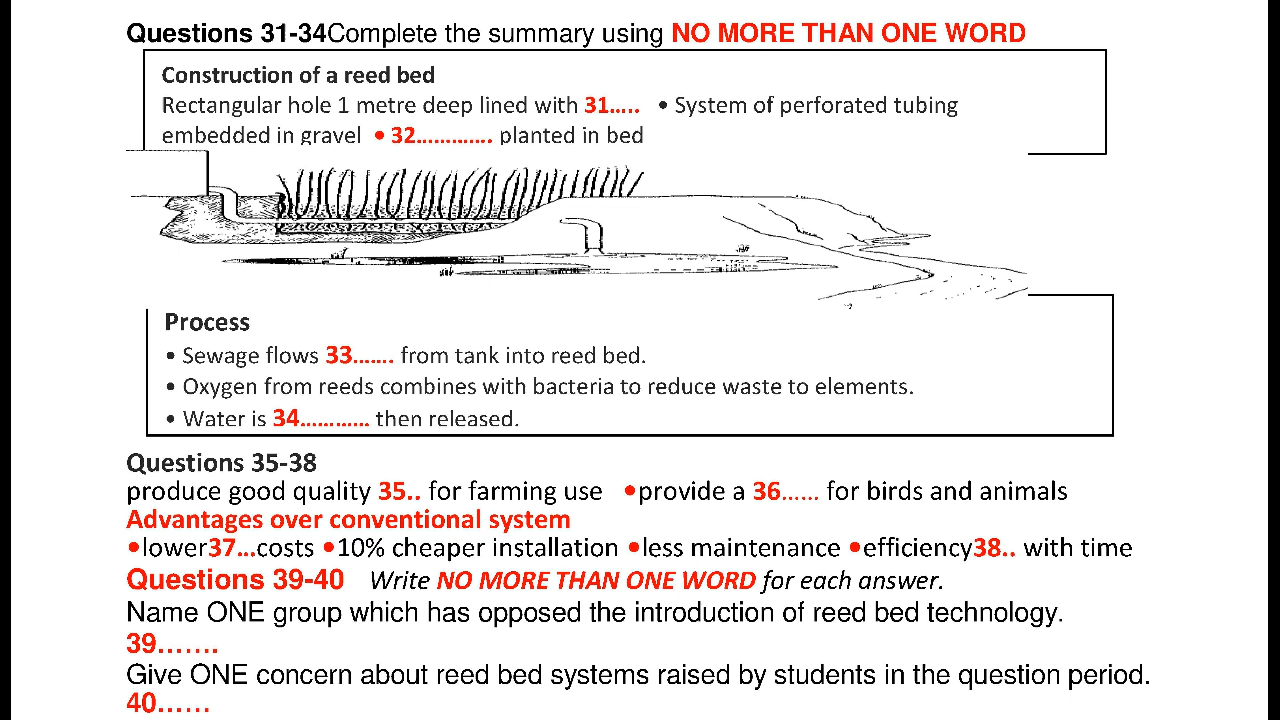 Questions 31-34Complete the summary using NO MORE THAN ONE WORD
Construction of a reed bed
Rectangular hole 1 metre deep lined with 31..... • System of perforated tubing
embedded in gravel • 32............. planted in bed
Process
• Sewage flows 33....... from tank into reed bed.
• Oxygen from reeds combines with bacteria to reduce waste to elements.
• Water is 34............ then released.
Questions 35-38
produce good quality 35.. for farming use •provide a 36...... for birds and animals
Advantages over conventional system
•lower37...costs •10% cheaper installation •less maintenance •efficiency38.. with time
Questions 39-40 Write NO MORE THAN ONE WORD for each answer.
Name ONE group which has opposed the introduction of reed bed technology.
39.......
Give ONE concern about reed bed systems raised by students in the question period.
40......